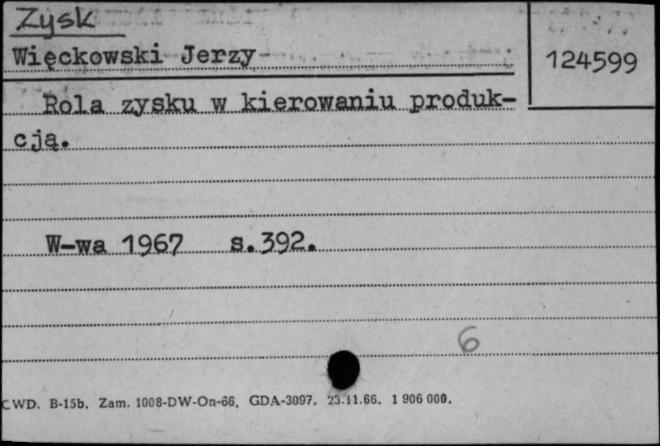 Zysk
Więckowski Jerzy
124599
Rola zysku w kierowaniu produk-
cją.
W-wa 1967 s.392.
6
CWD. B-15b. Zam. 1008-DW-On-66. GDA-3097. 23.11.66. 1 906 000.